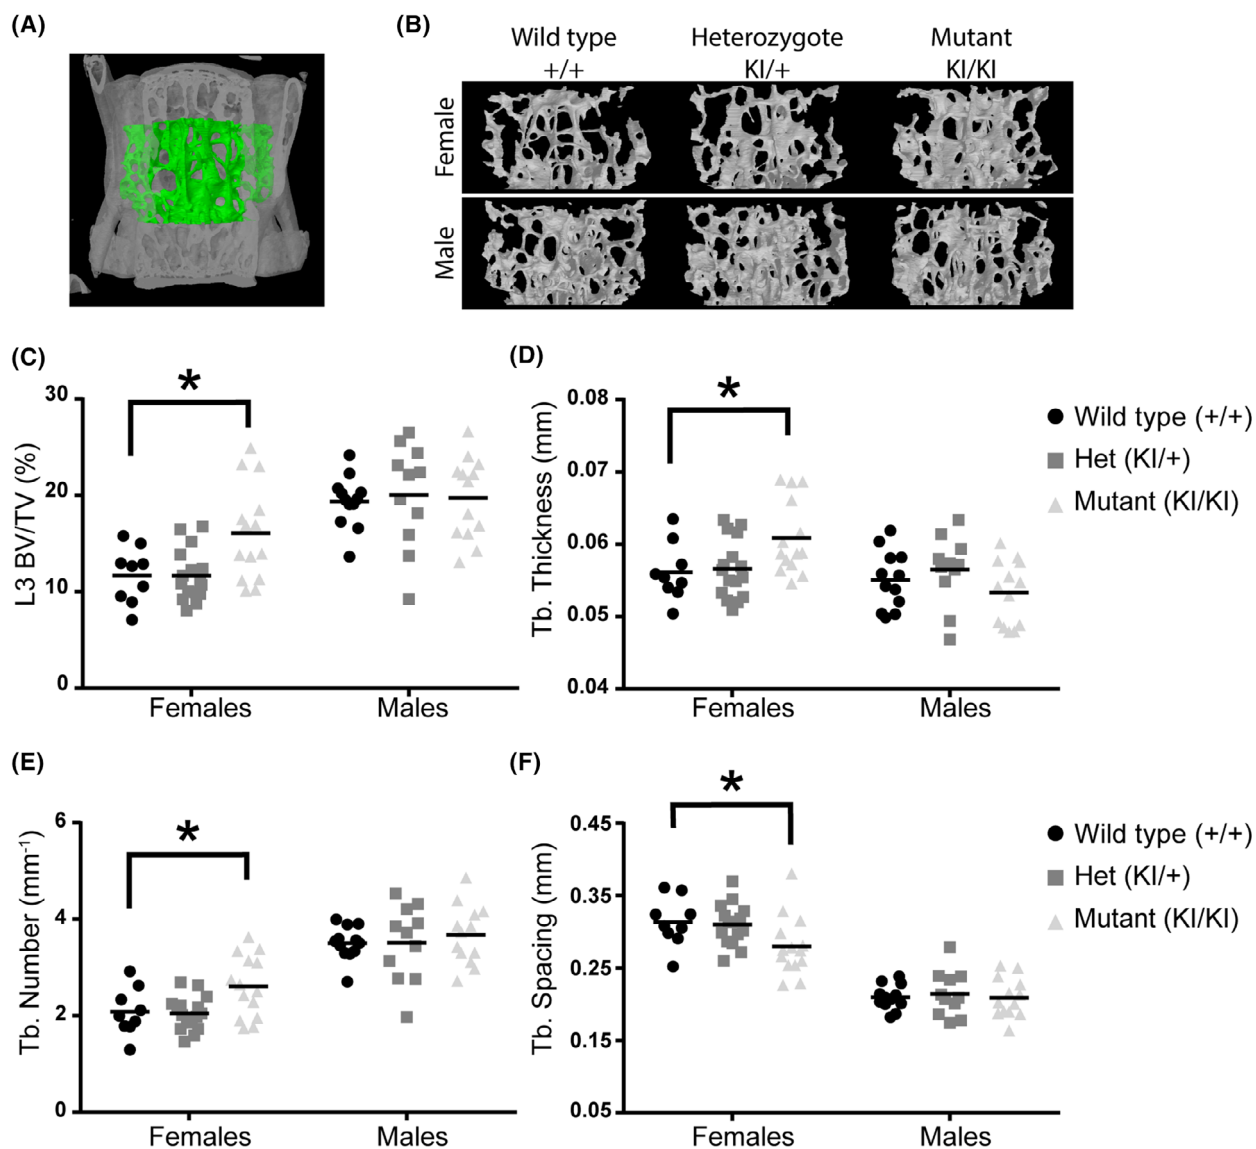 (A)
(B)
Wild type
+/+
Heterozygote
KI/+
Mutant
KI/KI
Female
Male
(C)
L3 BV/TV (%)
30
20
10
0
*
Females
Males
(D)
Tb. Thickness (mm)
0.08
0.07
0.06
0.05
0.04
*
Females
Males
Wild type (+/+)
Het (KI/+)
Mutant (KI/KI)
(E)
Tb. Number (mm⁻¹)
6
4
2
0
*
Females
Males
(F)
Tb. Spacing (mm)
0.45
0.35
0.25
0.15
0.05
*
Females
Males
Wild type (+/+)
Het (KI/+)
Mutant (KI/KI)